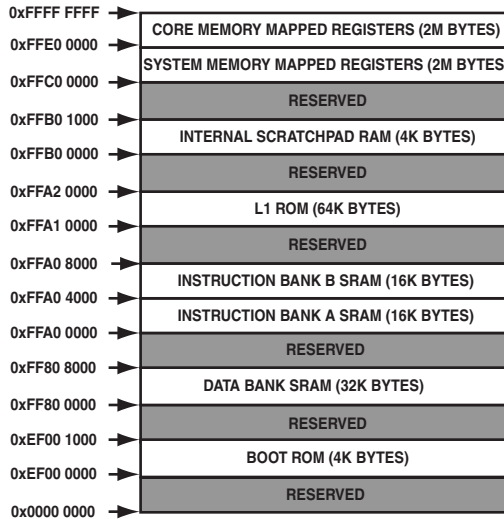 0xFFFF FFFF
CORE MEMORY MAPPED REGISTERS (2M BYTES)
0xFFE0 0000
SYSTEM MEMORY MAPPED REGISTERS (2M BYTES
0xFFC0 0000
RESERVED
0xFFB0 1000
INTERNAL SCRATCHPAD RAM (4K BYTES)
0xFFB0 0000
RESERVED
0xFFA2 0000
L1 ROM (64K BYTES)
0xFFA1 0000
RESERVED
0xFFA0 8000
INSTRUCTION BANK B SRAM (16K BYTES)
0xFFA0 4000
INSTRUCTION BANK A SRAM (16K BYTES)
0xFFA0 0000
RESERVED
0xFF80 8000
DATA BANK SRAM (32K BYTES)
0xFF80 0000
RESERVED
0xEF00 1000
BOOT ROM (4K BYTES)
0xEF00 0000
RESERVED
0x0000 0000